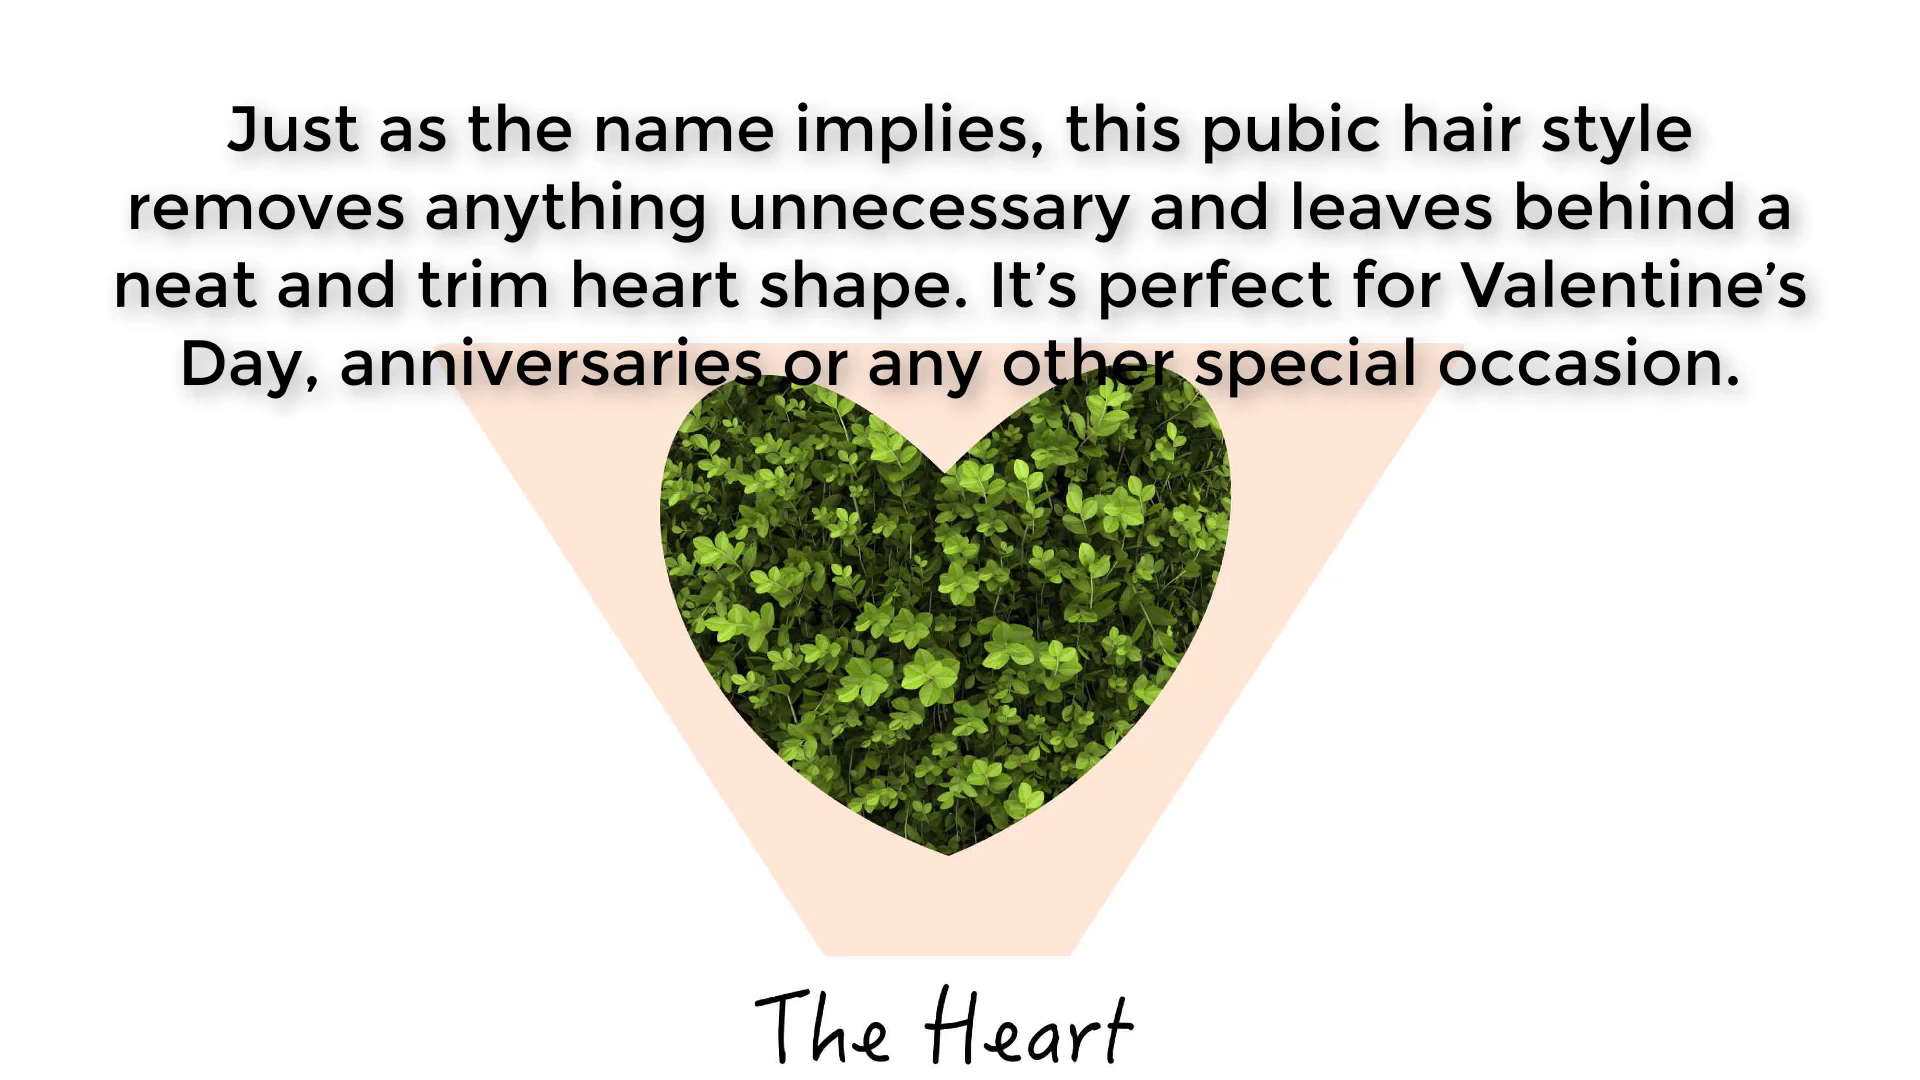 Just as the name implies, this pubic hair style
removes anything unnecessary and leaves behind a
neat and trim heart shape. It’s perfect for Valentine’s
Day, anniversaries or any other special occasion.
The Heart